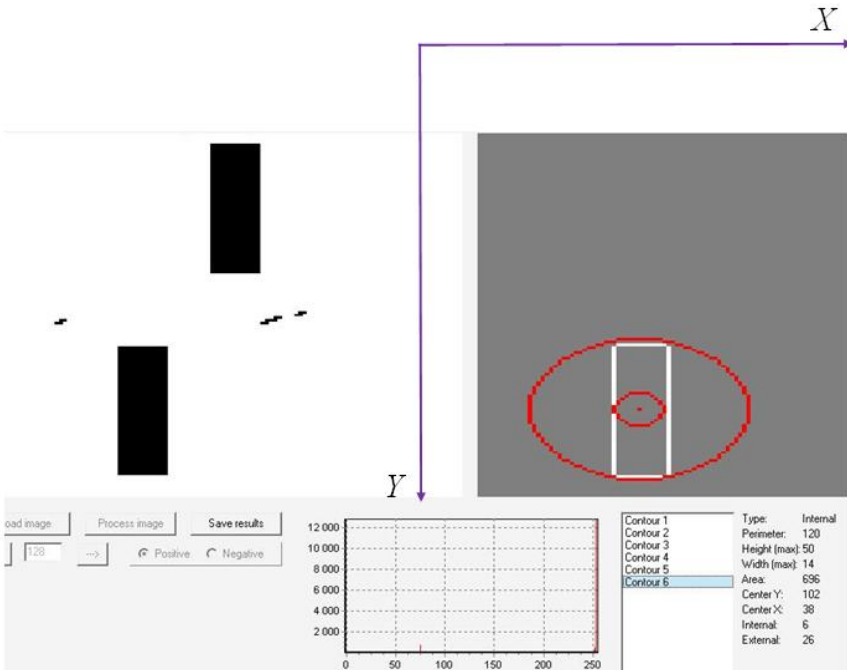 X
Y
oad image Process image Save results
128 --> Positive Negative
12 000
10 000
8 000
6 000
4 000
2 000
0 50 100 150 200 250
Contour 1
Contour 2
Contour 3
Contour 4
Contour 5
Contour 6
Type: Internal
Perimeter: 120
Height (max): 50
Width (max): 14
Area: 696
Center Y: 102
Center X: 38
Internal: 6
External: 26